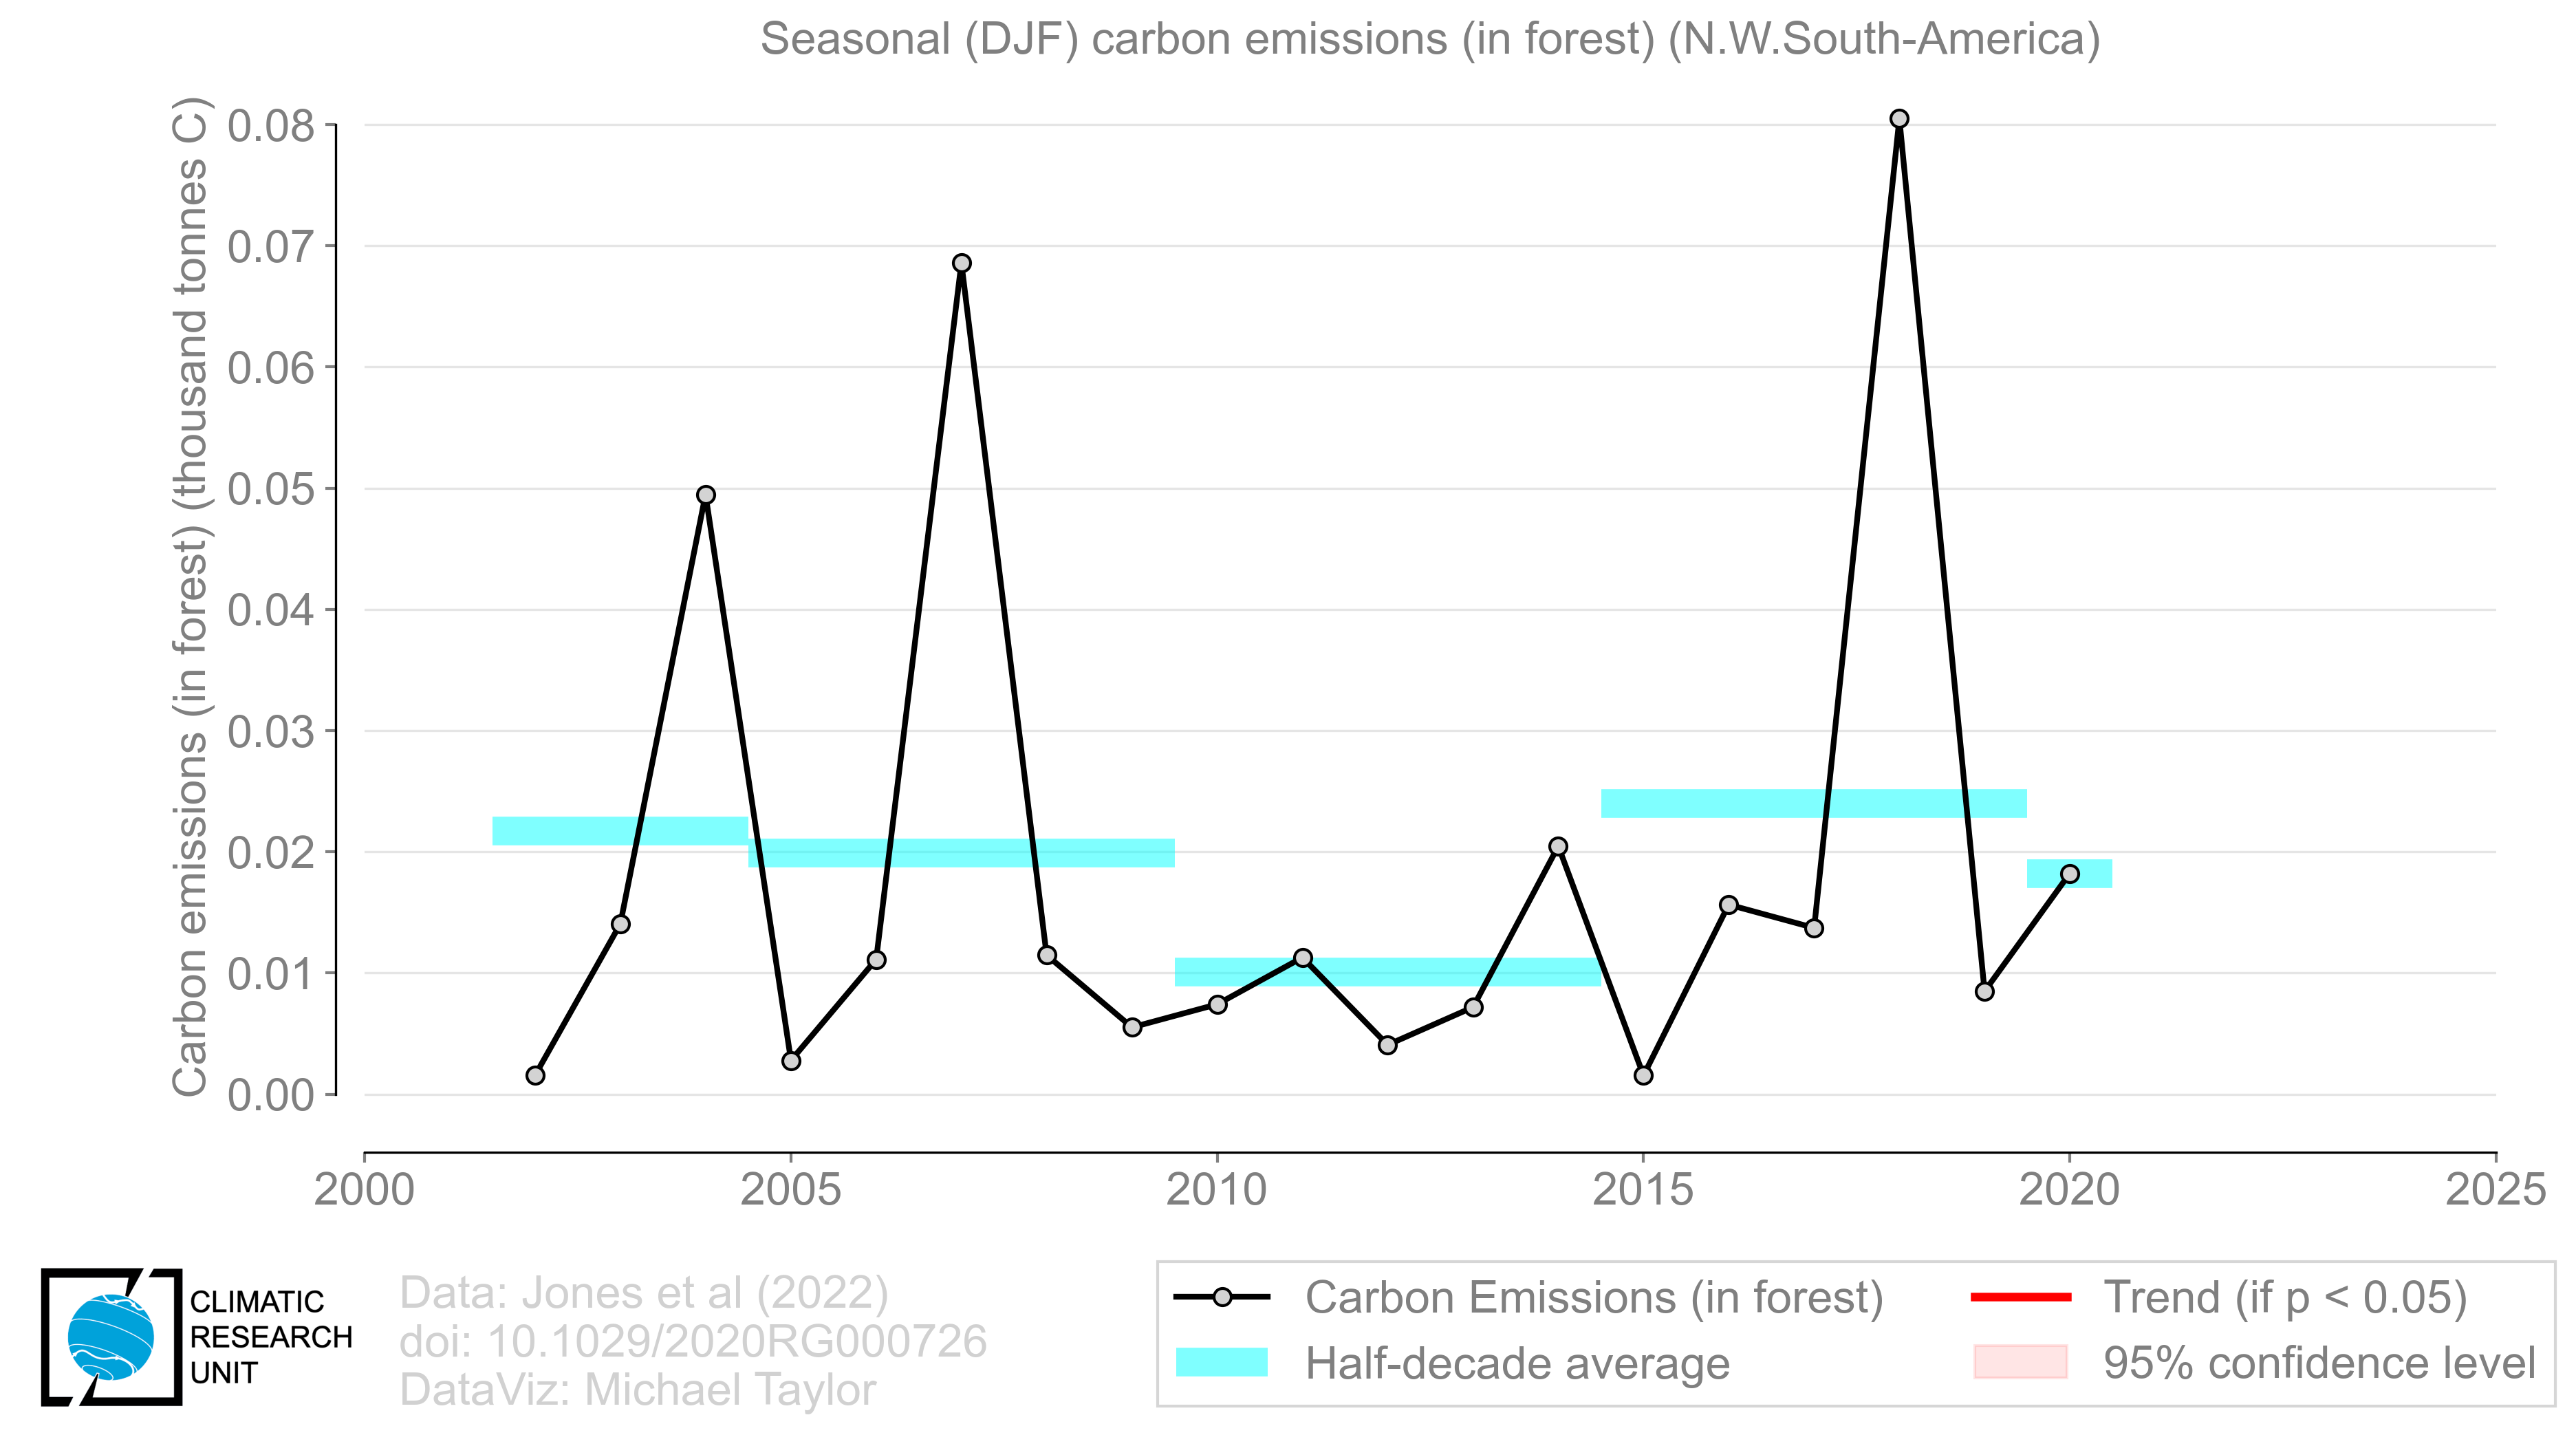 Seasonal (DJF) carbon emissions (in forest) (N.W.South-America)
Carbon emissions (in forest) (thousand tonnes C)
0.08
0.07
0.06
0.05
0.04
0.03
0.02
0.01
0.00
2000
2005
2010
2015
2020
2025
CLIMATIC
RESEARCH
UNIT
Data: Jones et al (2022)
doi: 10.1029/2020RG000726
DataViz: Michael Taylor
Carbon Emissions (in forest)
Half-decade average
Trend (if p < 0.05)
95% confidence level